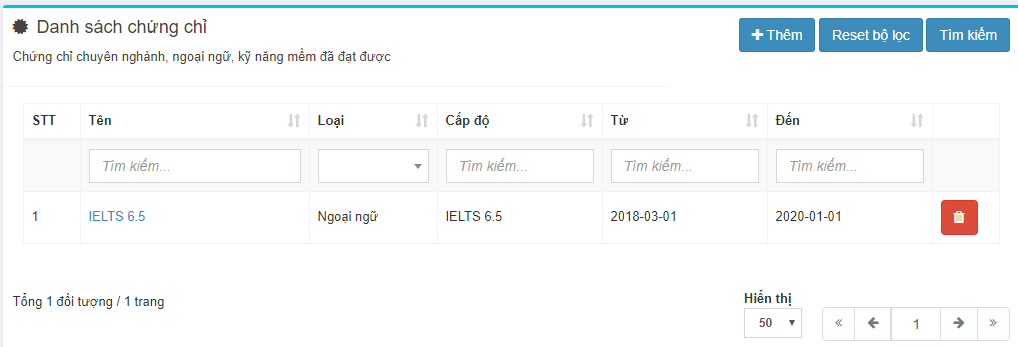 Danh sách chứng chỉ
Thêm Reset bộ lọc Tìm kiếm
Chứng chỉ chuyên nghành, ngoại ngữ, kỹ năng mềm đã đạt được
STT Tên Loại Cấp độ Từ Đến
Tìm kiếm... Tìm kiếm... Tìm kiếm... Tìm kiếm...
1 IELTS 6.5 Ngoại ngữ IELTS 6.5 2018-03-01 2020-01-01
Tổng 1 đối tượng / 1 trang
Hiển thị
50 « 1 »